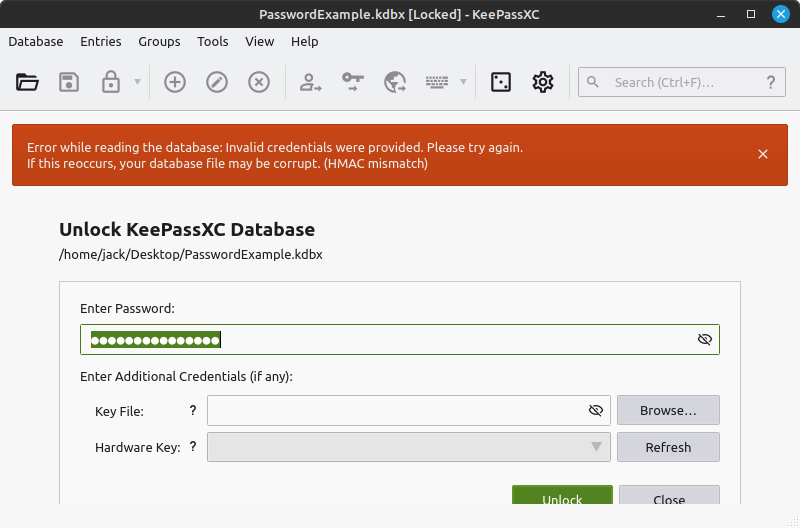 PasswordExample.kdbx [Locked] - KeePassXC
Database Entries Groups Tools View Help
Search (Ctrl+F)... ?
Error while reading the database: Invalid credentials were provided. Please try again.
If this reoccurs, your database file may be corrupt. (HMAC mismatch)
Unlock KeePassXC Database
/home/jack/Desktop/PasswordExample.kdbx
Enter Password:
●●●●●●●●●●●●●●●
Enter Additional Credentials (if any):
Key File: ? Browse...
Hardware Key: ? Refresh
Unlock Close